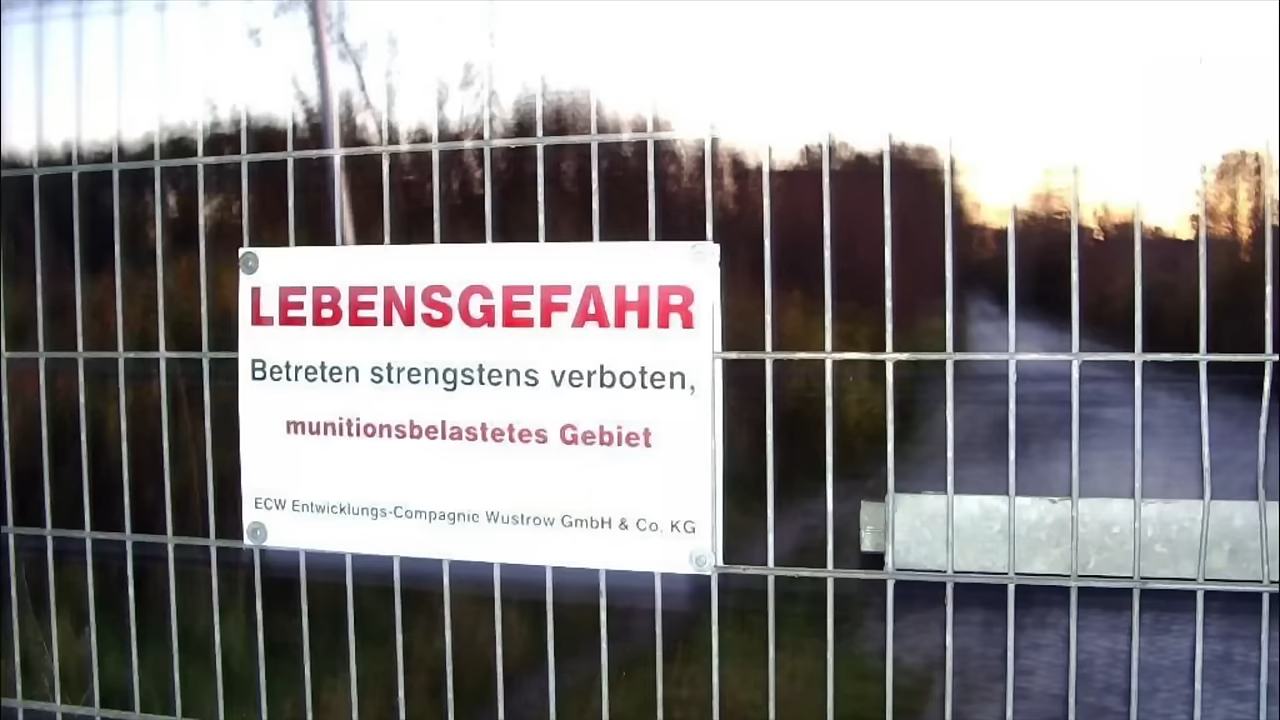 LEBENSGEFAHR
Betreten strengstens verboten,
munitionsbelastetes Gebiet
ECW Entwicklungs-Compagnie Wustrow GmbH & Co. KG